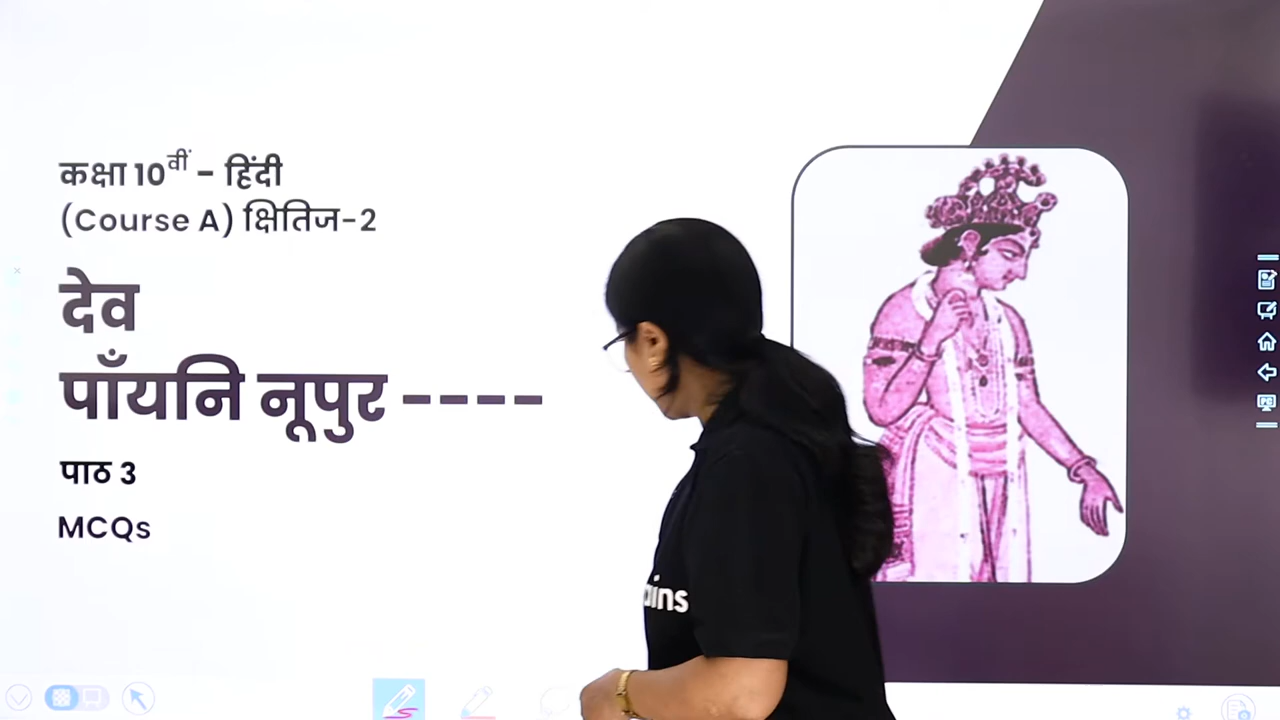 कक्षा 10वीं - हिंदी
(Course A) क्षितिज-2
देव
पाँयनि नूपुर ----
पाठ 3
MCQs